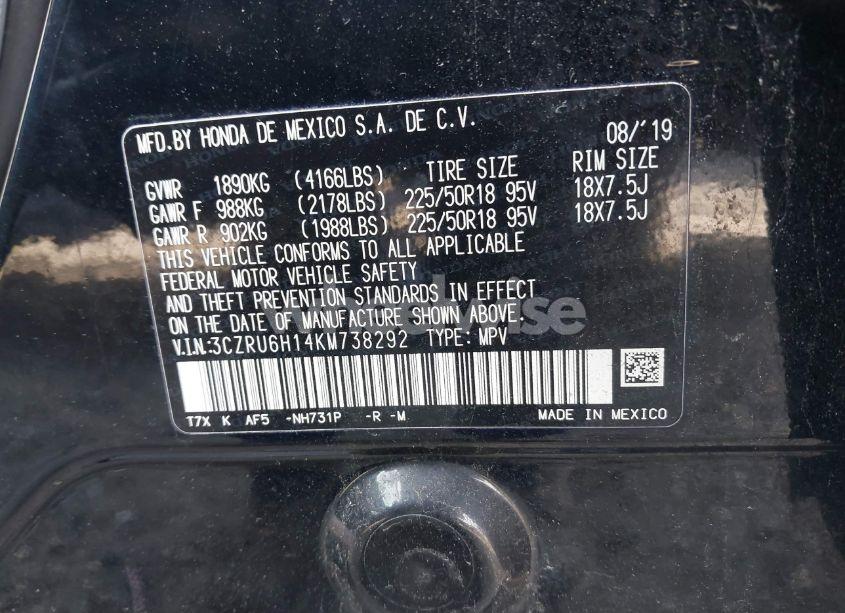 MFD.BY HONDA DE MEXICO S.A. DE C.V. 08/'19
GVWR 1890KG (4166LBS) TIRE SIZE RIM SIZE
GAWR F 988KG (2178LBS) 225/50R18 95V 18X7.5J
GAWR R 902KG (1988LBS) 225/50R18 95V 18X7.5J
THIS VEHICLE CONFORMS TO ALL APPLICABLE
FEDERAL MOTOR VEHICLE SAFETY
AND THEFT PREVENTION STANDARDS IN EFFECT
ON THE DATE OF MANUFACTURE SHOWN ABOVE.
V.I.N:3CZRU6H14KM738292 TYPE: MPV
T7X K AF5 -NH731P -R -M
MADE IN MEXICO